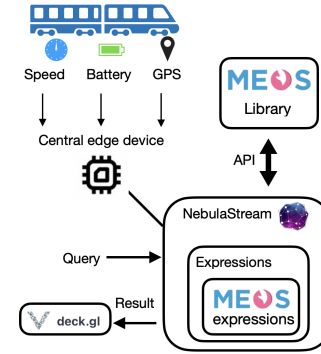 Speed Battery GPS
MEOS
Library
Central edge device
API
NebulaStream
Query
Expressions
MEOS
expressions
Result
deck.gl